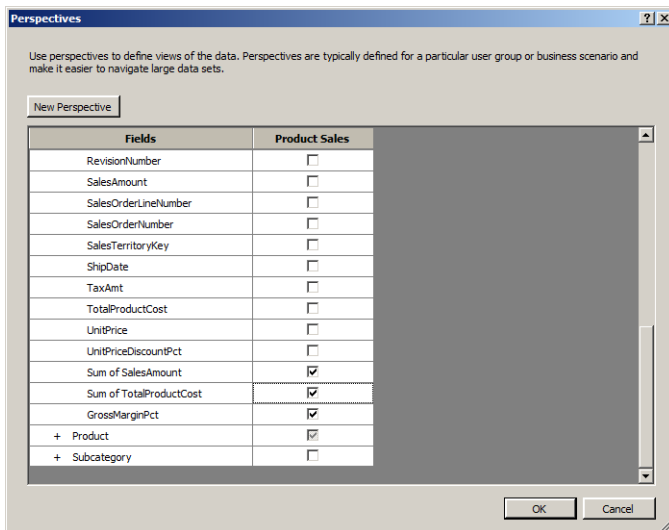 Perspectives
Use perspectives to define views of the data. Perspectives are typically defined for a particular user group or business scenario and
make it easier to navigate large data sets.
New Perspective
Fields Product Sales
RevisionNumber
SalesAmount
SalesOrderLineNumber
SalesOrderNumber
SalesTerritoryKey
ShipDate
TaxAmt
TotalProductCost
UnitPrice
UnitPriceDiscountPct
Sum of SalesAmount
Sum of TotalProductCost
GrossMarginPct
+ Product
+ Subcategory
OK Cancel